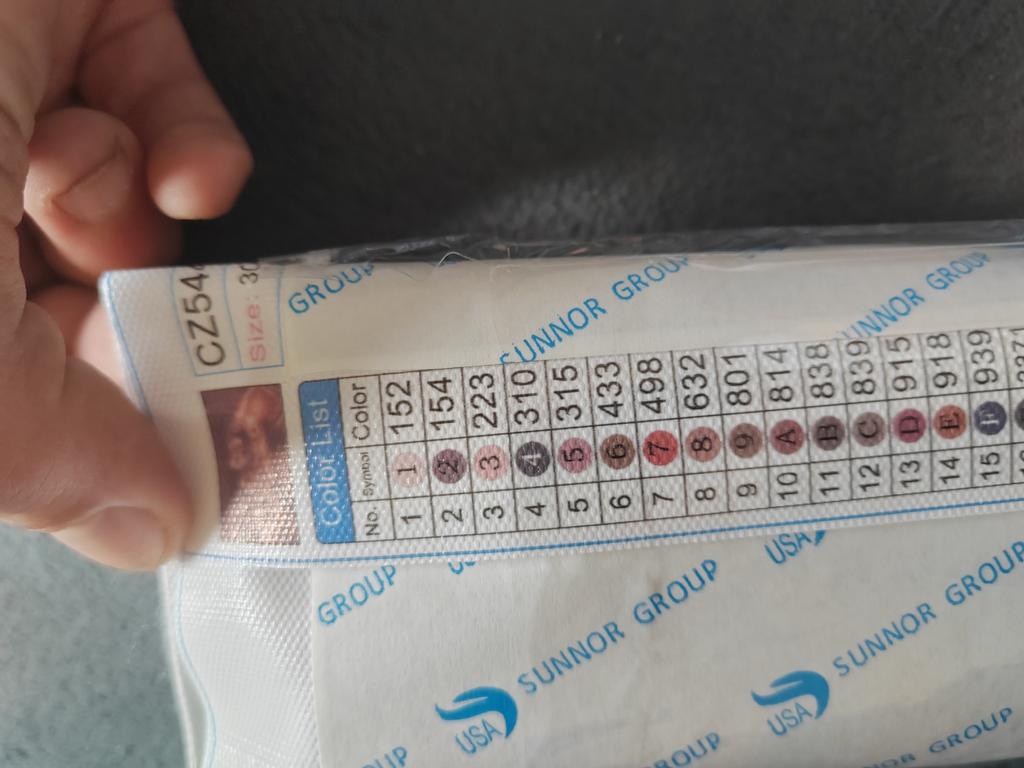 CZ54
Size: 30
Color List
No. Symbol Color
1 1 152
2 2 154
3 3 223
4 4 310
5 5 315
6 6 433
7 7 498
8 8 632
9 9 801
10 A 814
11 B 838
12 C 839
13 D 915
14 E 918
15 F 939
GROUP
SUNNOR GROUP
SUNNOR GROUP
GROUP
USA
USA SUNNOR GROUP
USA SUNNOR GROUP
GROUP
SUNNOR GROUP